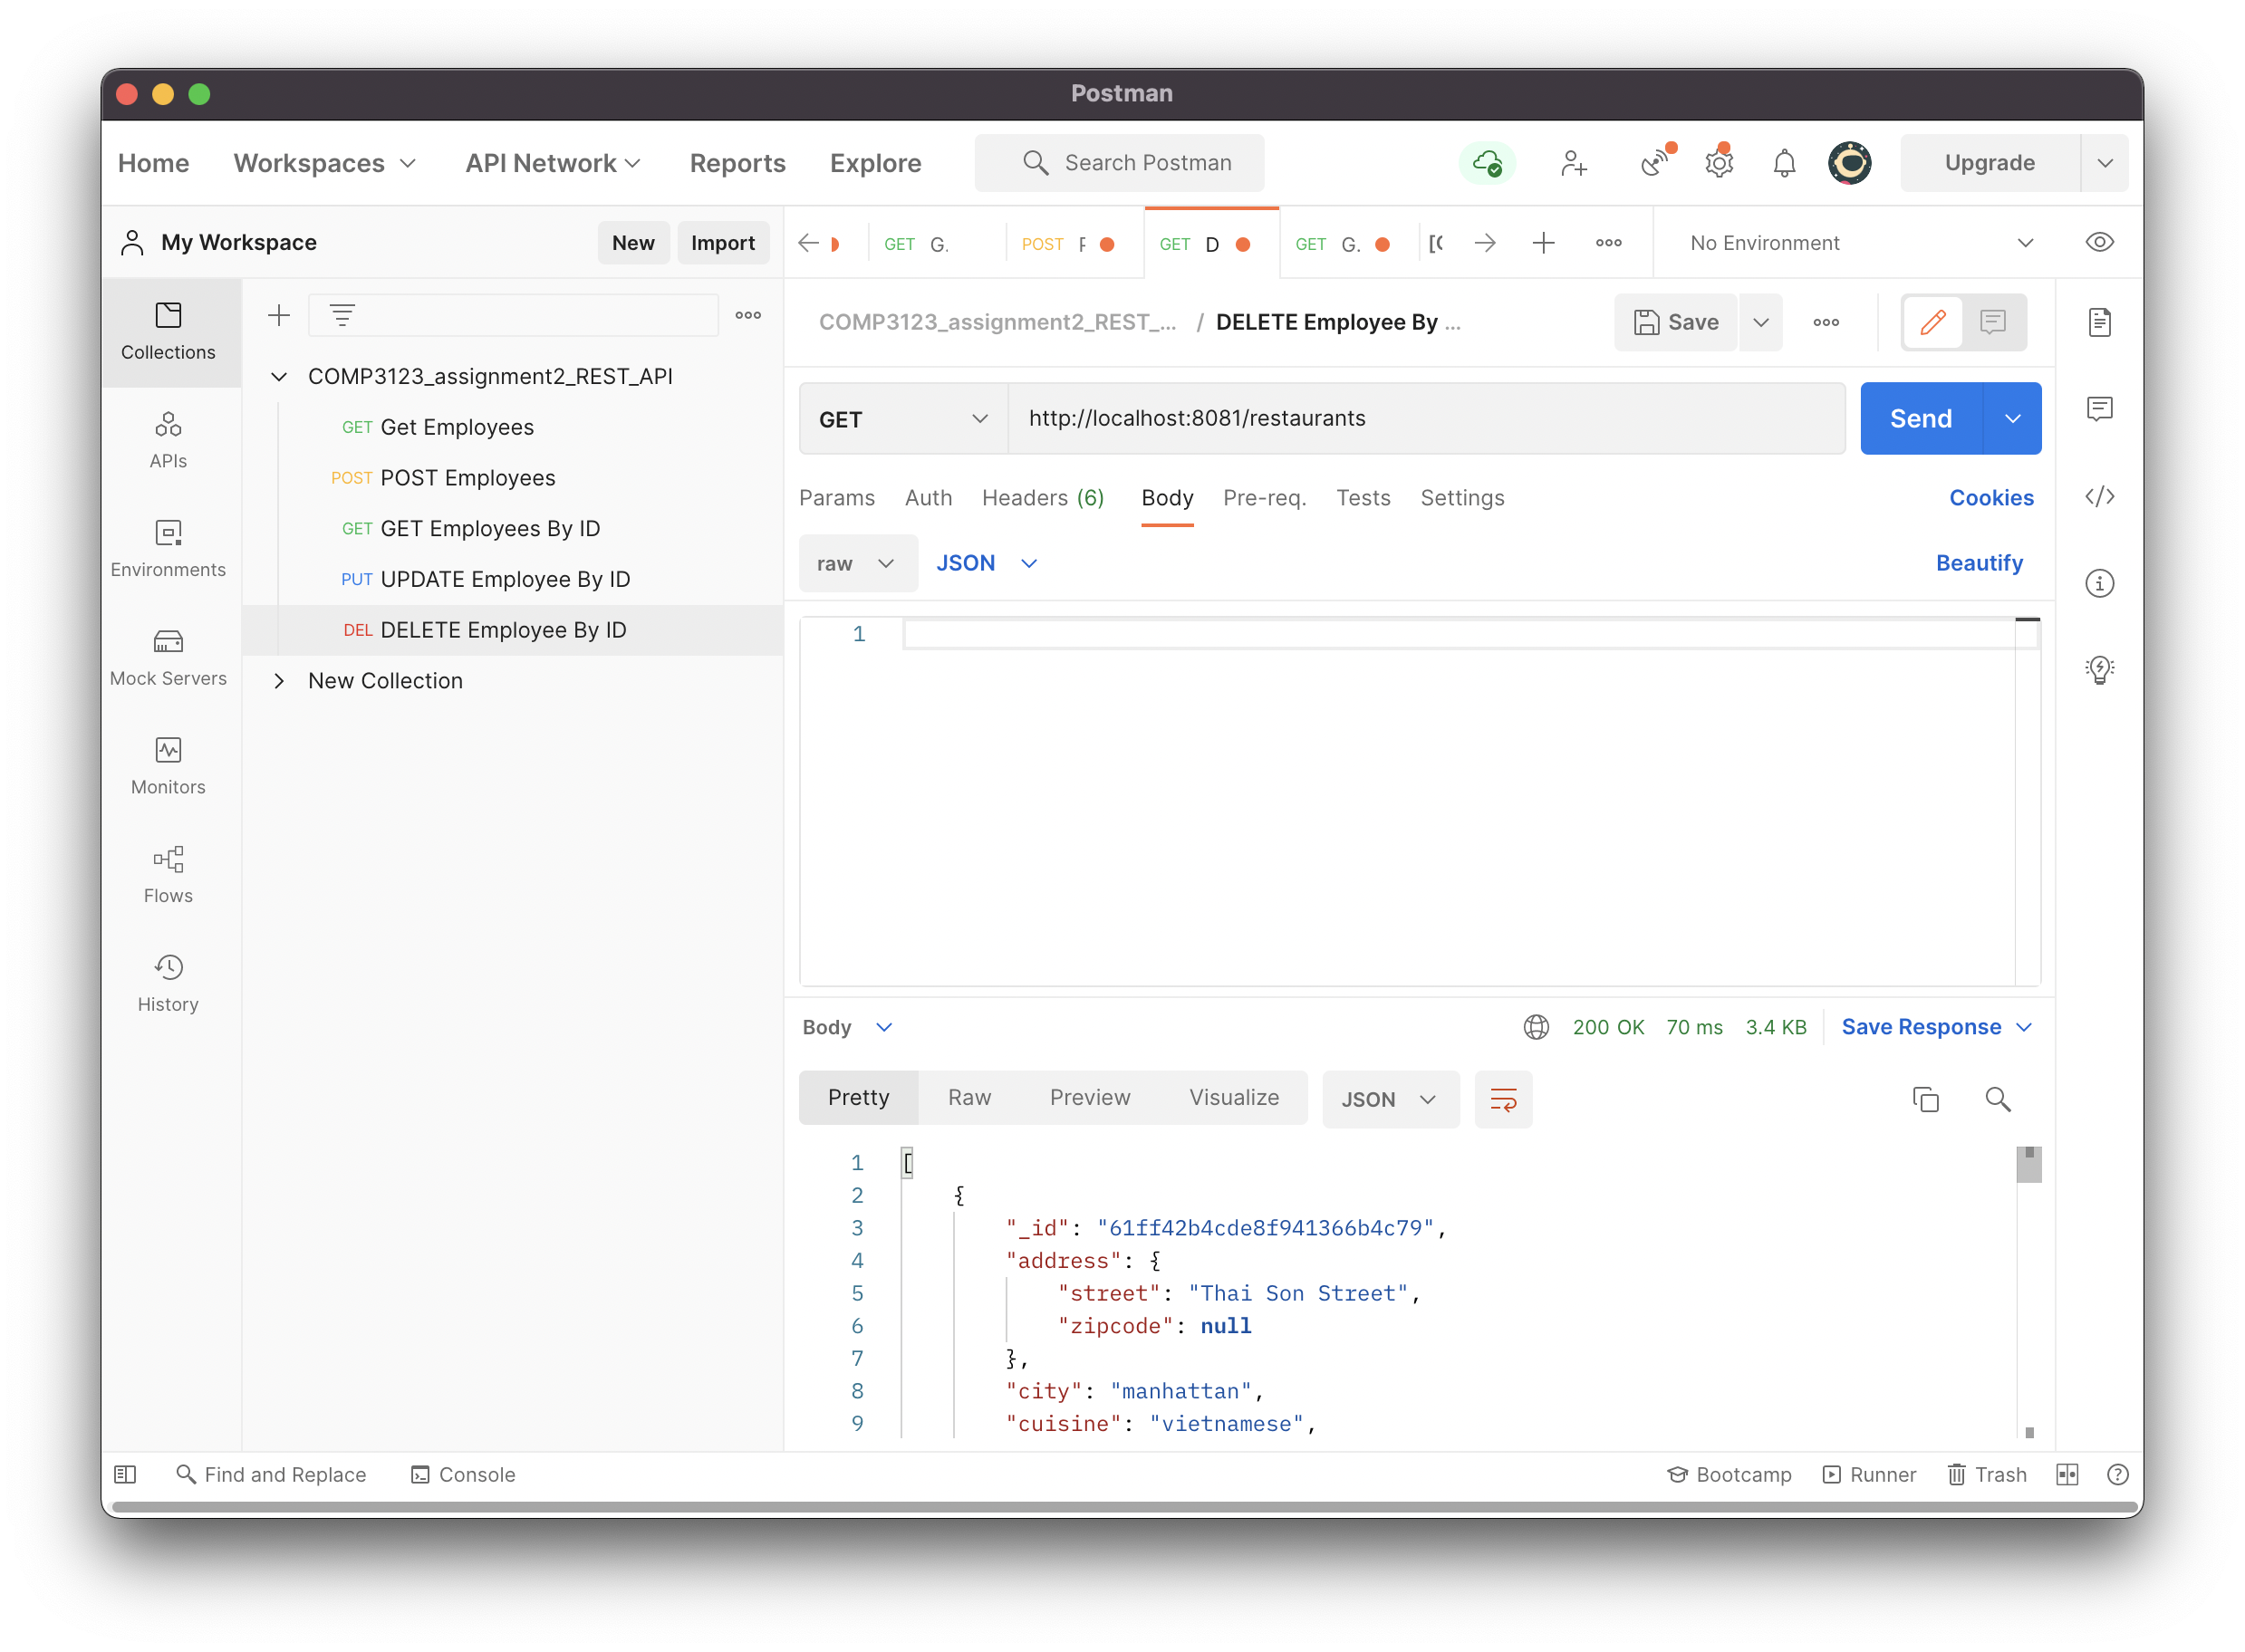 Postman
Home Workspaces API Network Reports Explore Search Postman Upgrade
My Workspace New Import
GET G. POST GET D GET G. No Environment
Collections
APIs
Environments
Mock Servers
Monitors
Flows
History
COMP3123_assignment2_REST_API
GET Get Employees
POST POST Employees
GET GET Employees By ID
PUT UPDATE Employee By ID
DEL DELETE Employee By ID
New Collection
COMP3123_assignment2_REST_... / DELETE Employee By ... Save
GET http://localhost:8081/restaurants Send
Params Auth Headers (6) Body Pre-req. Tests Settings Cookies
raw JSON Beautify
1
Body 200 OK 70 ms 3.4 KB Save Response
Pretty Raw Preview Visualize JSON
1 [
2 {
3 "_id": "61ff42b4cde8f941366b4c79",
4 "address": {
5 "street": "Thai Son Street",
6 "zipcode": null
7 },
8 "city": "manhattan",
9 "cuisine": "vietnamese",
Find and Replace Console Bootcamp Runner Trash